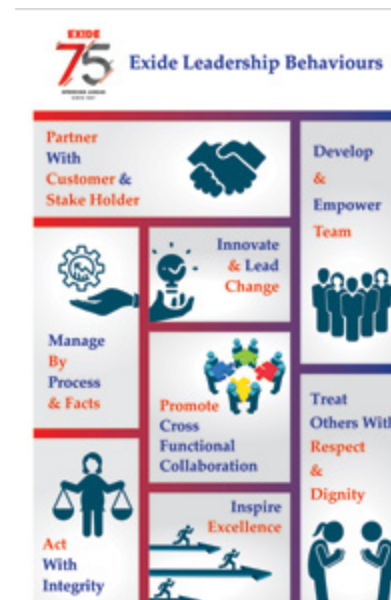 EXIDE
75
Exide Leadership Behaviours
Partner
With
Customer &
Stake Holder
Develop
&
Empower
Team
Innovate
& Lead
Change
Manage
By
Process
& Facts
Promote
Cross
Functional
Collaboration
Treat
Others With
Respect
&
Dignity
Inspire
Excellence
Act
With
Integrity